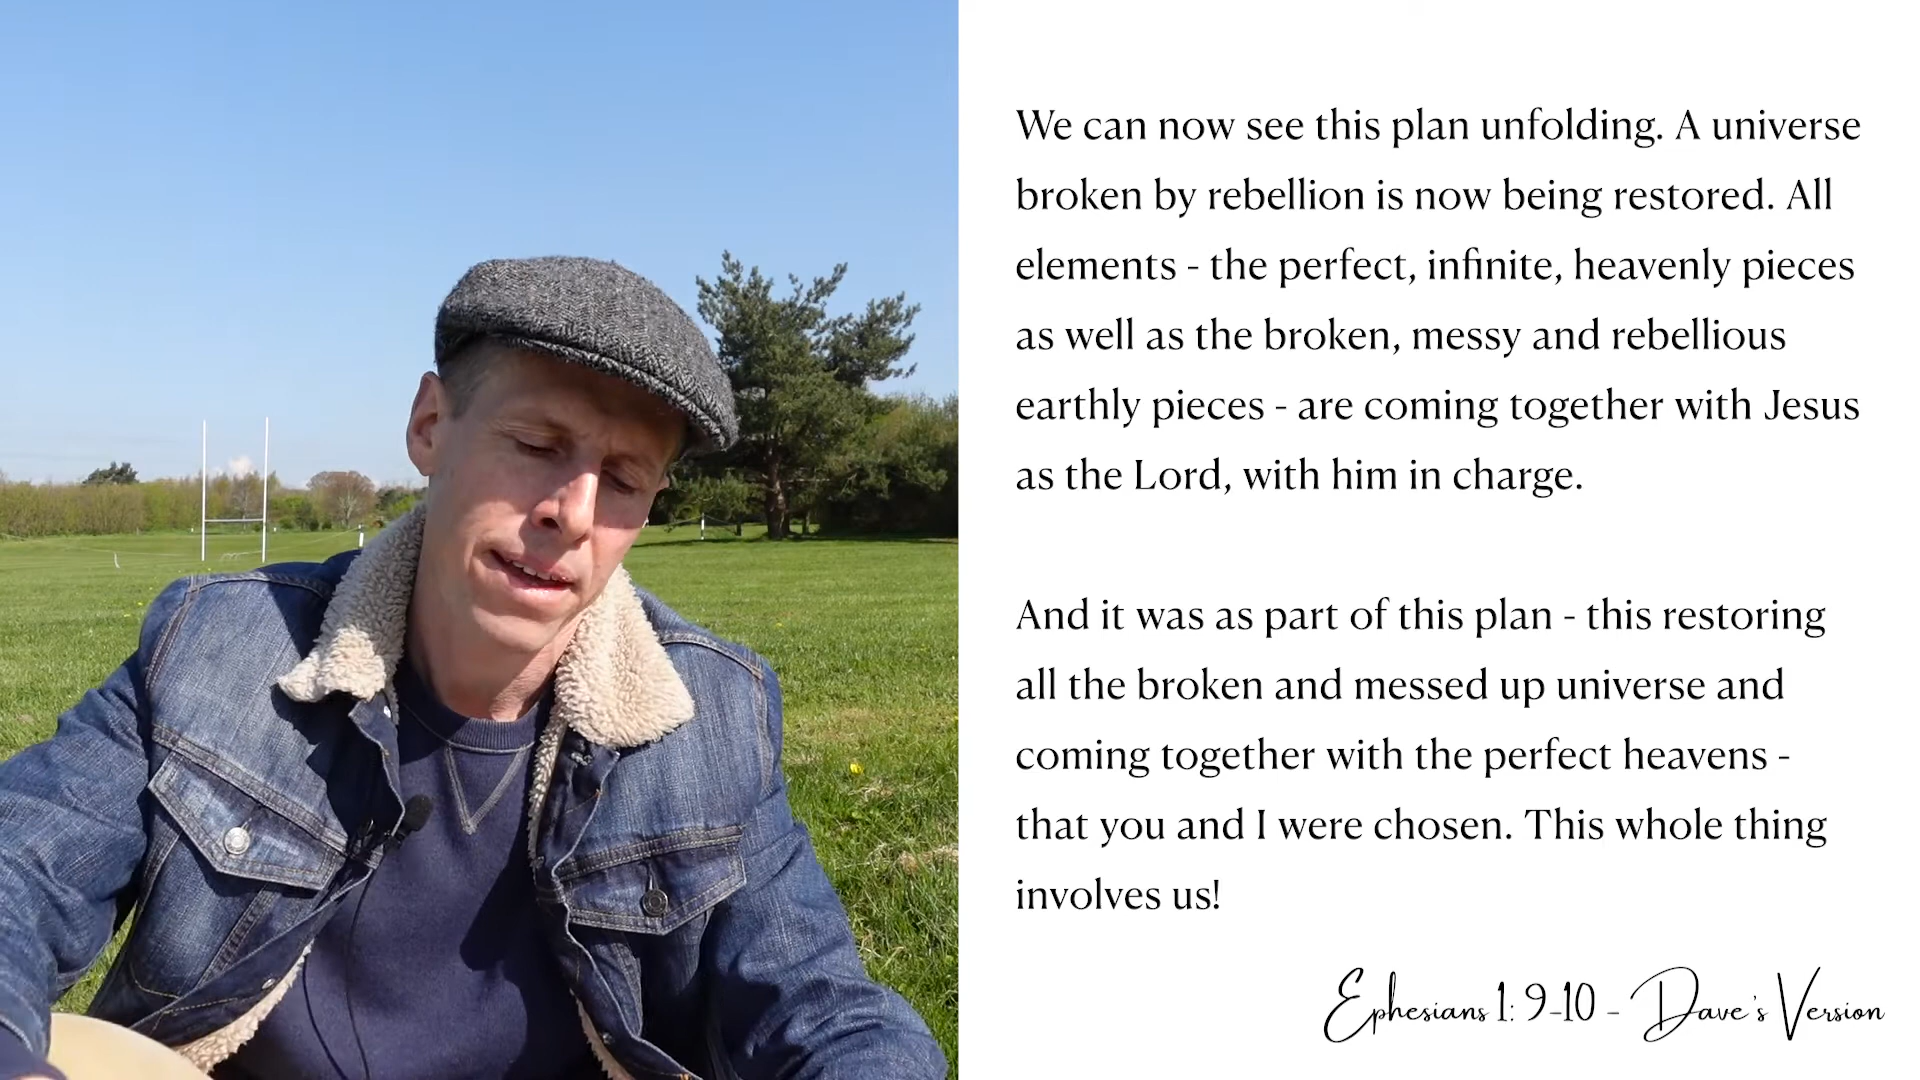 We can now see this plan unfolding. A universe
broken by rebellion is now being restored. All
elements - the perfect, infinite, heavenly pieces
as well as the broken, messy and rebellious
earthly pieces - are coming together with Jesus
as the Lord, with him in charge.
And it was as part of this plan - this restoring
all the broken and messed up universe and
coming together with the perfect heavens -
that you and I were chosen. This whole thing
involves us!
Ephesians 1: 9-10 - Dave's Version